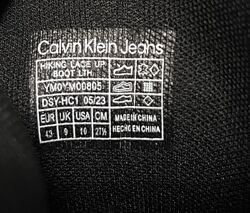 Calvin Klein Jeans
HIKING LACE UP
BOOT LTH
YM0YM00805
DSY-HC1 05/23
EUR UK US CM
43 9 10 27½
MADE IN CHINA
HECHO EN CHINA